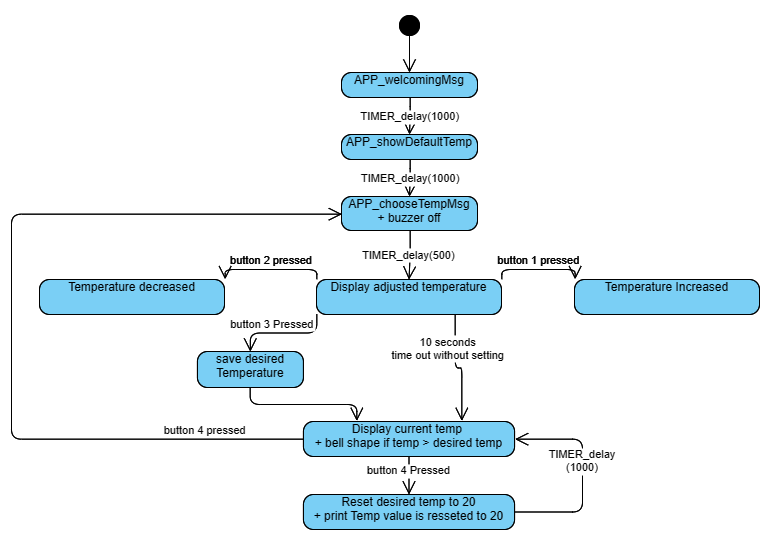 APP_welcomingMsg
TIMER_delay(1000)
APP_showDefaultTemp
TIMER_delay(1000)
APP_chooseTempMsg
+ buzzer off
TIMER_delay(500)
button 2 pressed
button 1 pressed
Temperature decreased
Display adjusted temperature
Temperature Increased
button 3 Pressed
10 seconds
time out without setting
save desired
Temperature
button 4 pressed
Display current temp
+ bell shape if temp > desired temp
TIMER_delay
(1000)
button 4 Pressed
Reset desired temp to 20
+ print Temp value is resseted to 20